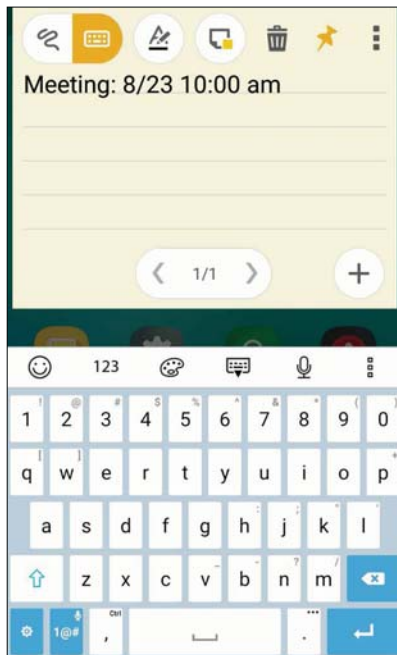 Meeting: 8/23 10:00 am
1/1
123
! @ # $ % ^ & * ( )
1 2 3 4 5 6 7 8 9 0
[ ] +
q w e r t y u i o p
: ; * '
a s d f g h j k l
_ - ? /
z x c v b n m
Ctrl
1@# , .